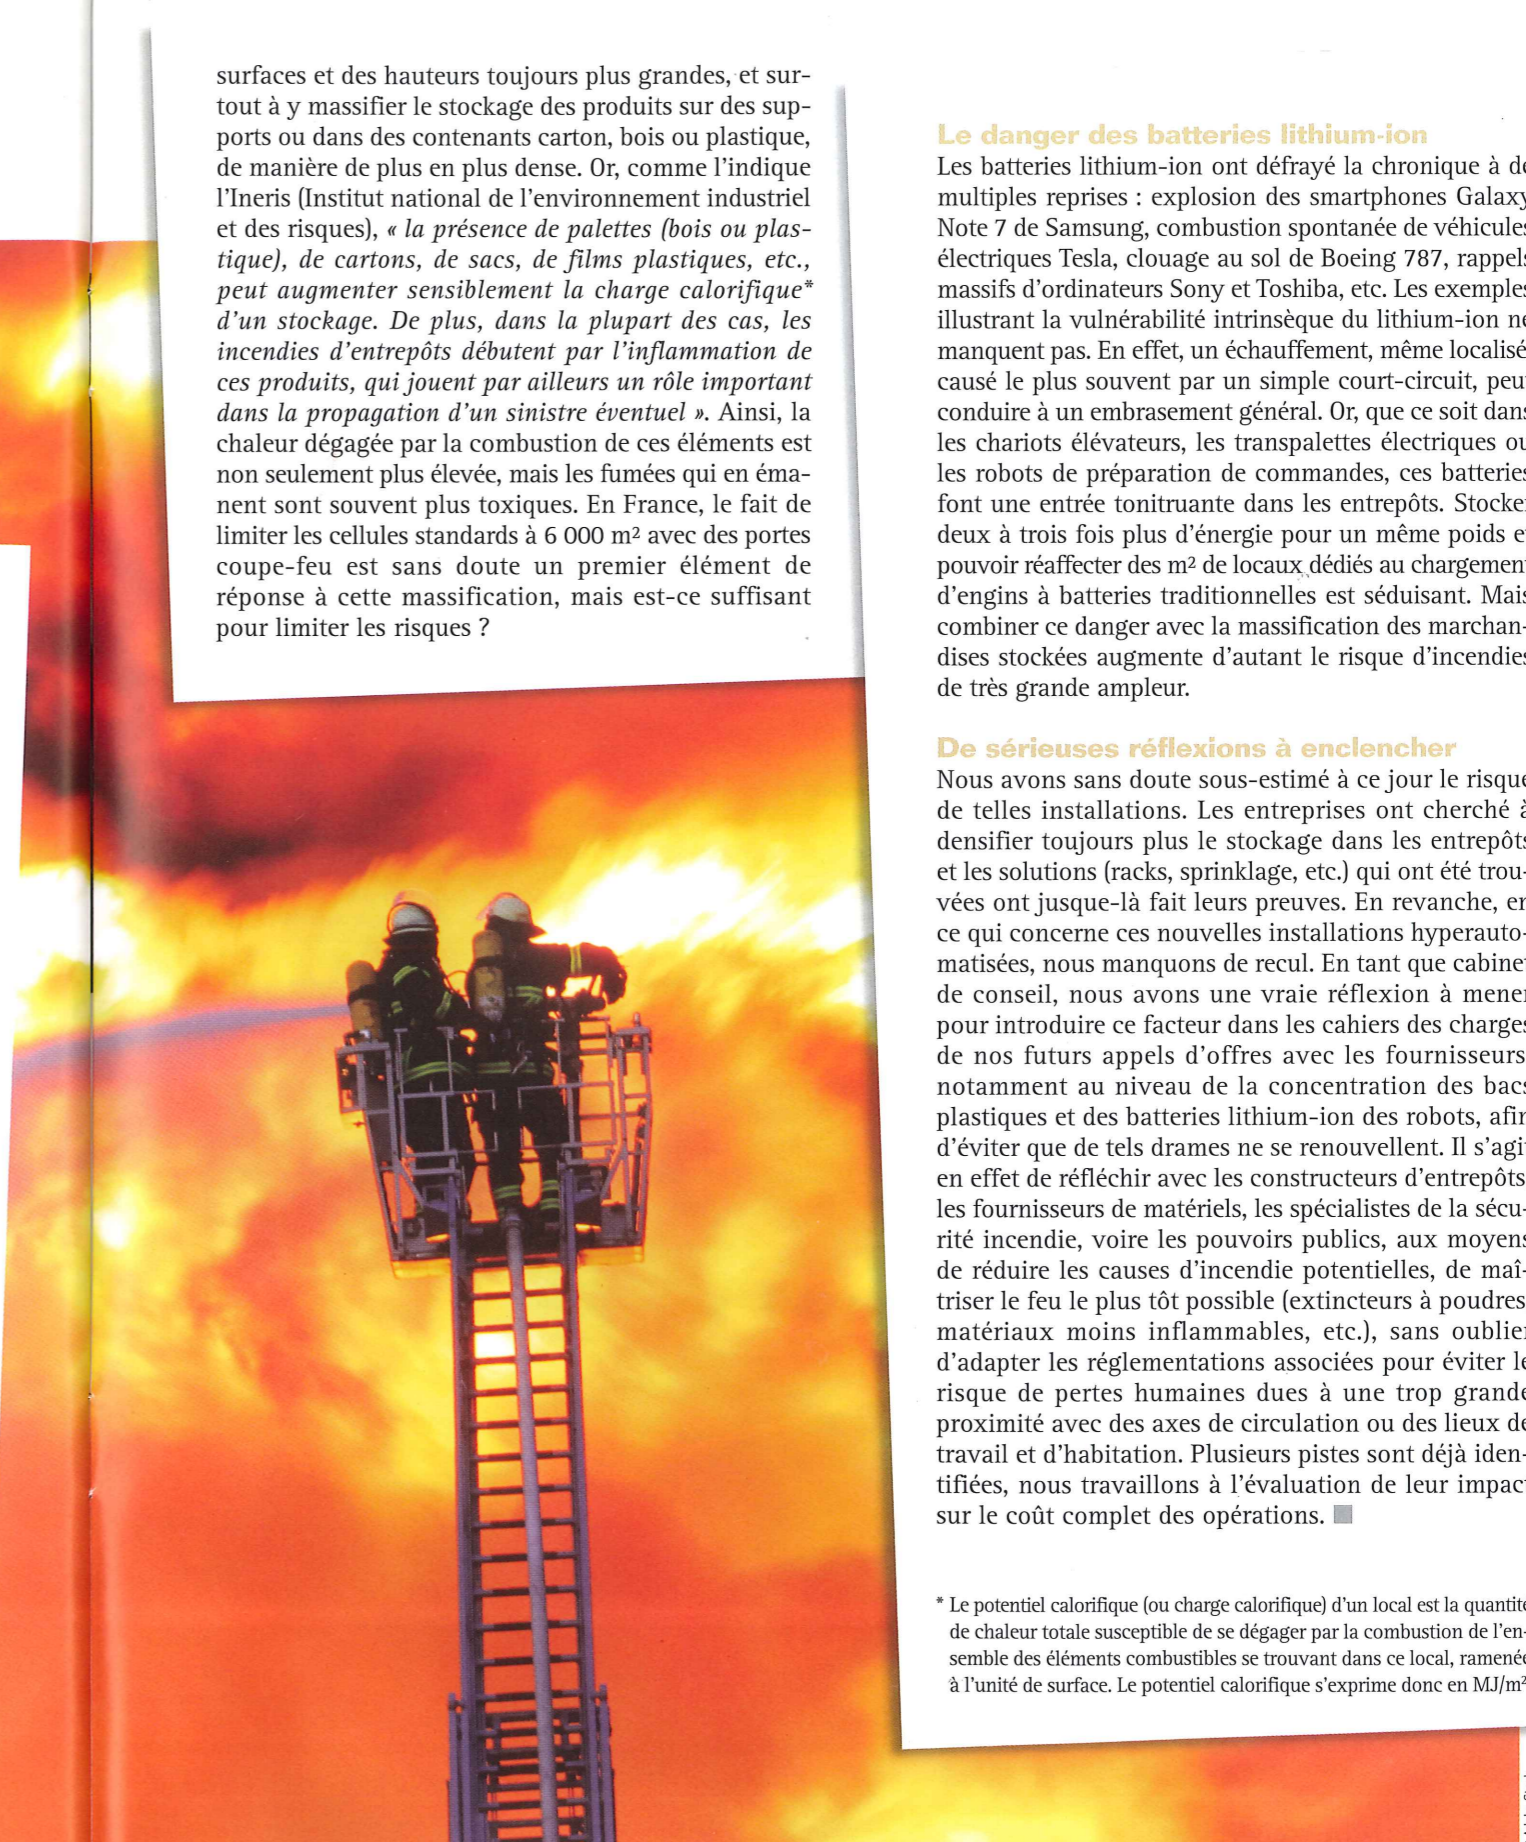 surfaces et des hauteurs toujours plus grandes, et sur-
tout à y massifier le stockage des produits sur des sup-
ports ou dans des contenants carton, bois ou plastique,
de manière de plus en plus dense. Or, comme l'indique
l'Ineris (Institut national de l'environnement industriel
et des risques), « la présence de palettes (bois ou plas-
tique), de cartons, de sacs, de films plastiques, etc.,
peut augmenter sensiblement la charge calorifique*
d'un stockage. De plus, dans la plupart des cas, les
incendies d'entrepôts débutent par l'inflammation de
ces produits, qui jouent par ailleurs un rôle important
dans la propagation d'un sinistre éventuel ». Ainsi, la
chaleur dégagée par la combustion de ces éléments est
non seulement plus élevée, mais les fumées qui en éma-
nent sont souvent plus toxiques. En France, le fait de
limiter les cellules standards à 6 000 m² avec des portes
coupe-feu est sans doute un premier élément de
réponse à cette massification, mais est-ce suffisant
pour limiter les risques ?
Le danger des batteries lithium-ion
Les batteries lithium-ion ont défrayé la chronique à de
multiples reprises : explosion des smartphones Galaxy
Note 7 de Samsung, combustion spontanée de véhicules
électriques Tesla, clouage au sol de Boeing 787, rappels
massifs d'ordinateurs Sony et Toshiba, etc. Les exemples
illustrant la vulnérabilité intrinsèque du lithium-ion ne
manquent pas. En effet, un échauffement, même localisé
causé le plus souvent par un simple court-circuit, peut
conduire à un embrasement général. Or, que ce soit dans
les chariots élévateurs, les transpalettes électriques ou
les robots de préparation de commandes, ces batteries
font une entrée tonitruante dans les entrepôts. Stocker
deux à trois fois plus d'énergie pour un même poids et
pouvoir réaffecter des m² de locaux dédiés au chargement
d'engins à batteries traditionnelles est séduisant. Mais
combiner ce danger avec la massification des marchan-
dises stockées augmente d'autant le risque d'incendies
de très grande ampleur.
De sérieuses réflexions à enclencher
Nous avons sans doute sous-estimé à ce jour le risque
de telles installations. Les entreprises ont cherché à
densifier toujours plus le stockage dans les entrepôts
et les solutions (racks, sprinklage, etc.) qui ont été trou-
vées ont jusque-là fait leurs preuves. En revanche, en
ce qui concerne ces nouvelles installations hyperauto-
matisées, nous manquons de recul. En tant que cabinet
de conseil, nous avons une vraie réflexion à mener
pour introduire ce facteur dans les cahiers des charges
de nos futurs appels d'offres avec les fournisseurs
notamment au niveau de la concentration des bacs
plastiques et des batteries lithium-ion des robots, afin
d'éviter que de tels drames ne se renouvellent. Il s'agit
en effet de réfléchir avec les constructeurs d'entrepôts
les fournisseurs de matériels, les spécialistes de la sécu-
rité incendie, voire les pouvoirs publics, aux moyens
de réduire les causes d'incendie potentielles, de maî-
triser le feu le plus tôt possible (extincteurs à poudres
matériaux moins inflammables, etc.), sans oublier
d'adapter les réglementations associées pour éviter le
risque de pertes humaines dues à une trop grande
proximité avec des axes de circulation ou des lieux de
travail et d'habitation. Plusieurs pistes sont déjà iden-
tifiées, nous travaillons à l'évaluation de leur impact
sur le coût complet des opérations.
* Le potentiel calorifique (ou charge calorifique) d'un local est la quantité
de chaleur totale susceptible de se dégager par la combustion de l'en-
semble des éléments combustibles se trouvant dans ce local, ramenée
à l'unité de surface. Le potentiel calorifique s'exprime donc en MJ/m²